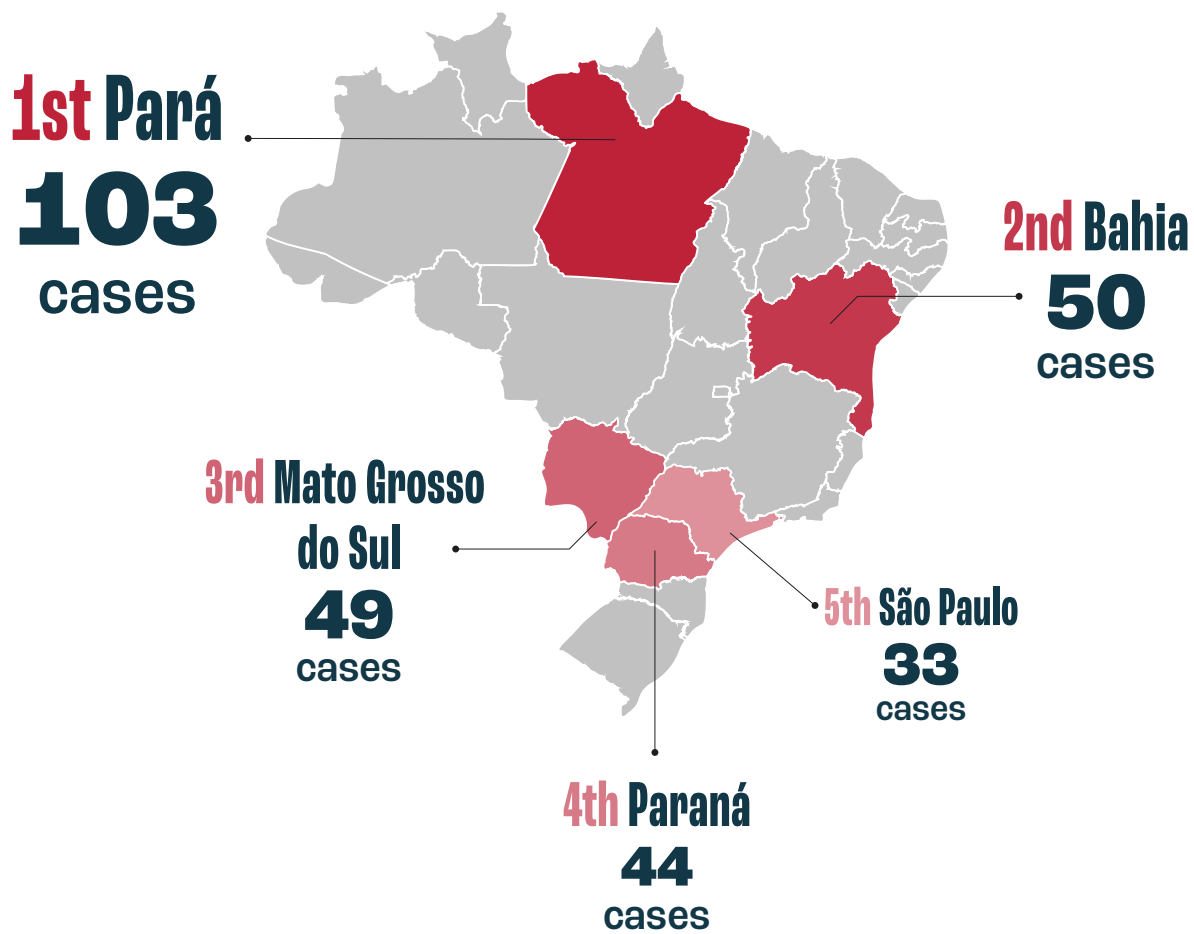 1st Pará
103
cases
2nd Bahia
50
cases
3rd Mato Grosso
do Sul
49
cases
5th São Paulo
33
cases
4th Paraná
44
cases